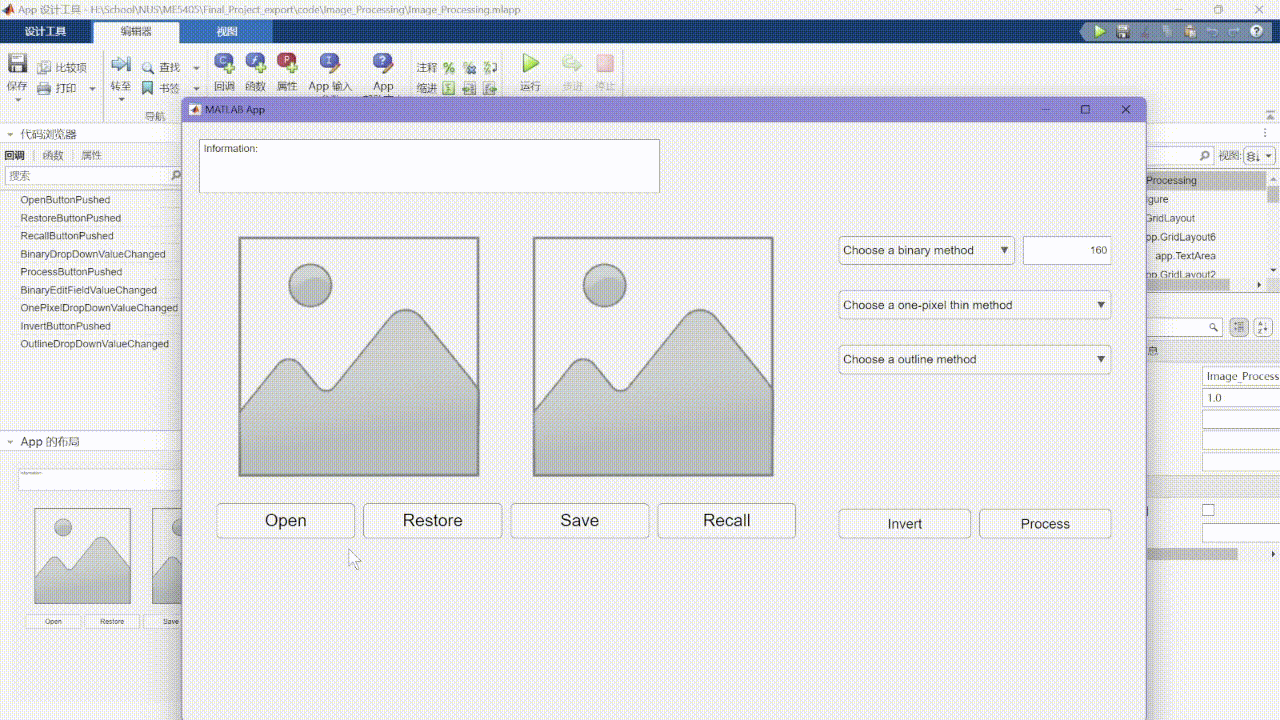 App 设计工具 - H:\School\NUS\ME5405\Final_Project_export\code\Image_Processing\Image_Processing.mlapp
设计工具 编辑器 视图
保存 比较项 打印 转至 查找 书签 回调 函数 属性 App 输入 App 注释 缩进 运行 步进 停止
导航
代码浏览器
回调 函数 属性
搜索
OpenButtonPushed
RestoreButtonPushed
RecallButtonPushed
BinaryDropDownValueChanged
ProcessButtonPushed
BinaryEditFieldValueChanged
OnePixelDropDownValueChanged
InvertButtonPushed
OutlineDropDownValueChanged
App 的布局
Information:
Open Restore Save
MATLAB App
Information:
Choose a binary method 160
Choose a one-pixel thin method
Choose a outline method
Open Restore Save Recall Invert Process
视图:
Processing
igure
GridLayout
pp.GridLayout6
app.TextArea
pp.GridLayout2
息
Image_Process
1.0